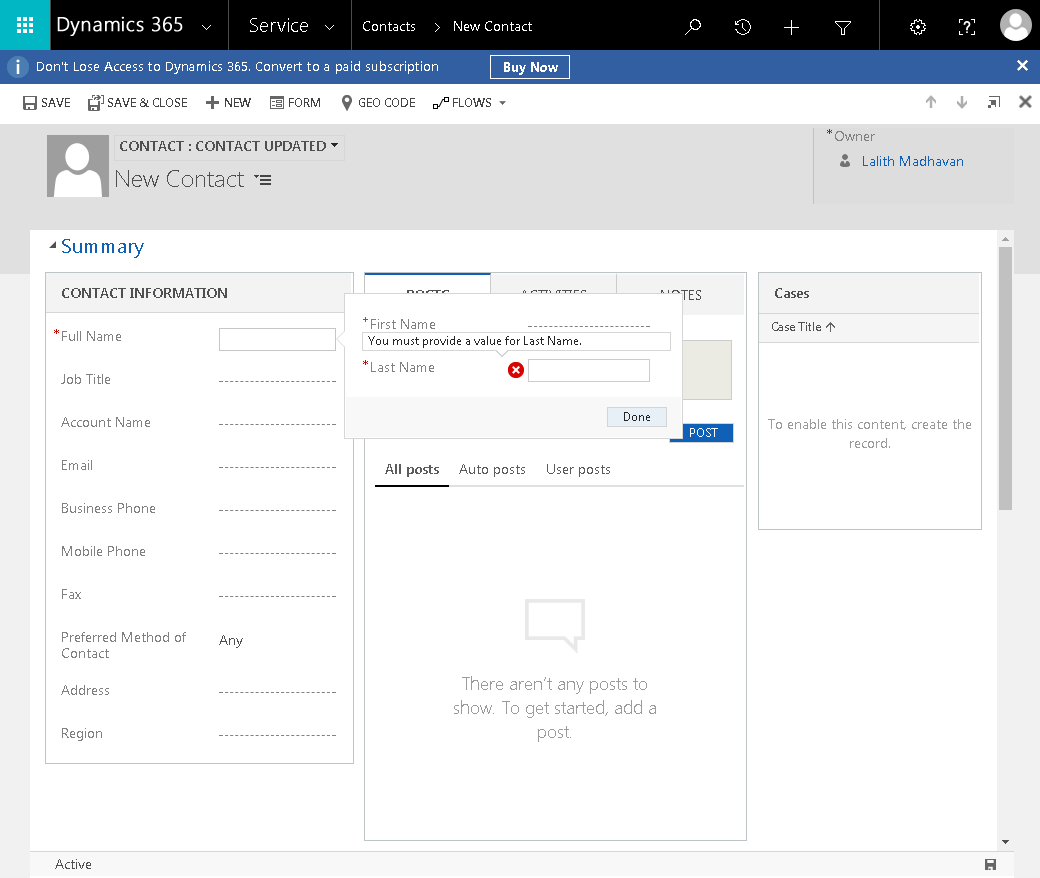 Dynamics 365
Service
Contacts > New Contact
Don't Lose Access to Dynamics 365. Convert to a paid subscription
Buy Now
SAVE
SAVE & CLOSE
NEW
FORM
GEO CODE
FLOWS
CONTACT : CONTACT UPDATED
New Contact
*Owner
Lalith Madhavan
Summary
CONTACT INFORMATION
*Full Name
Job Title
Account Name
Email
Business Phone
Mobile Phone
Fax
Preferred Method of
Contact
Any
Address
Region
POSTS
ACTIVITIES
NOTES
*First Name
You must provide a value for Last Name.
*Last Name
Done
POST
All posts
Auto posts
User posts
There aren't any posts to
show. To get started, add a
post.
Cases
Case Title ↑
To enable this content, create the
record.
Active